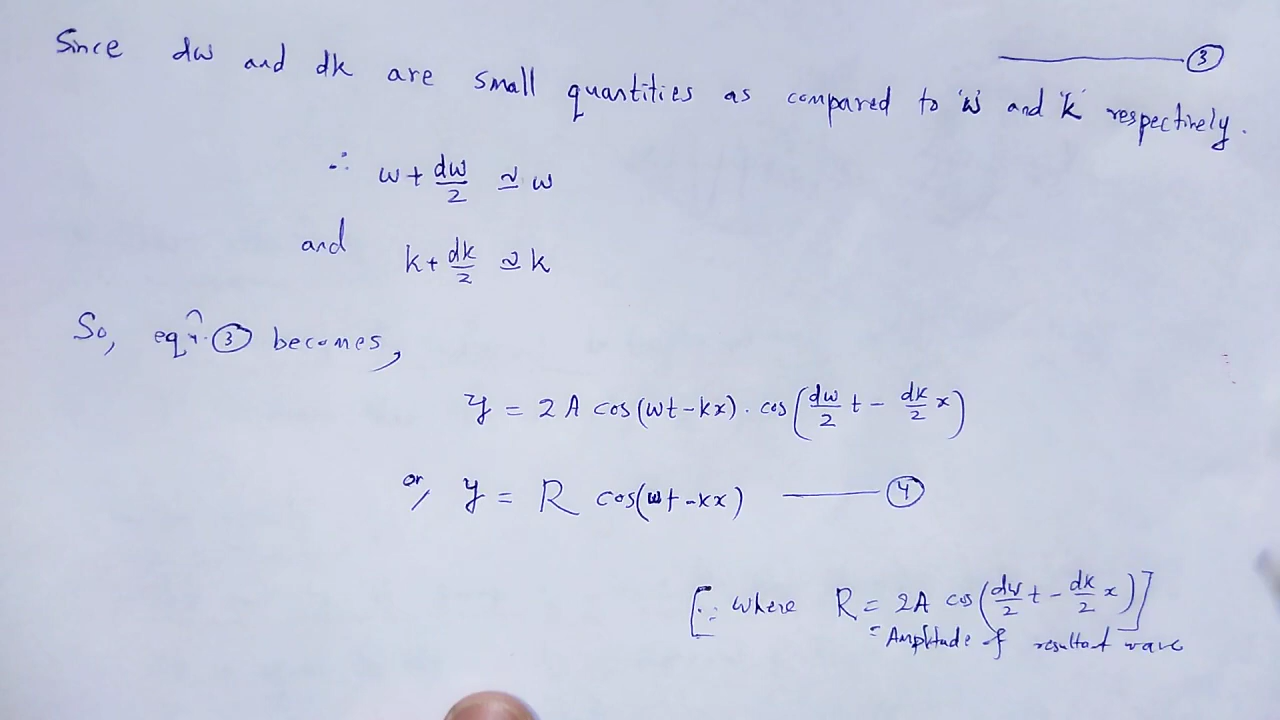 ③
Since dω and dk are small quantities as compared to 'ω' and 'k' respectively.
∴ ω + dω/2 ≃ ω
and k + dk/2 ≃ k
So, eqn. ③ becomes,
y = 2A cos(ωt-kx) . cos(dω/2 t - dk/2 x)
or, y = R cos(ωt-kx) ④
[∵ where R = 2A cos(dω/2 t - dk/2 x)]
= Amplitude of resultant wave